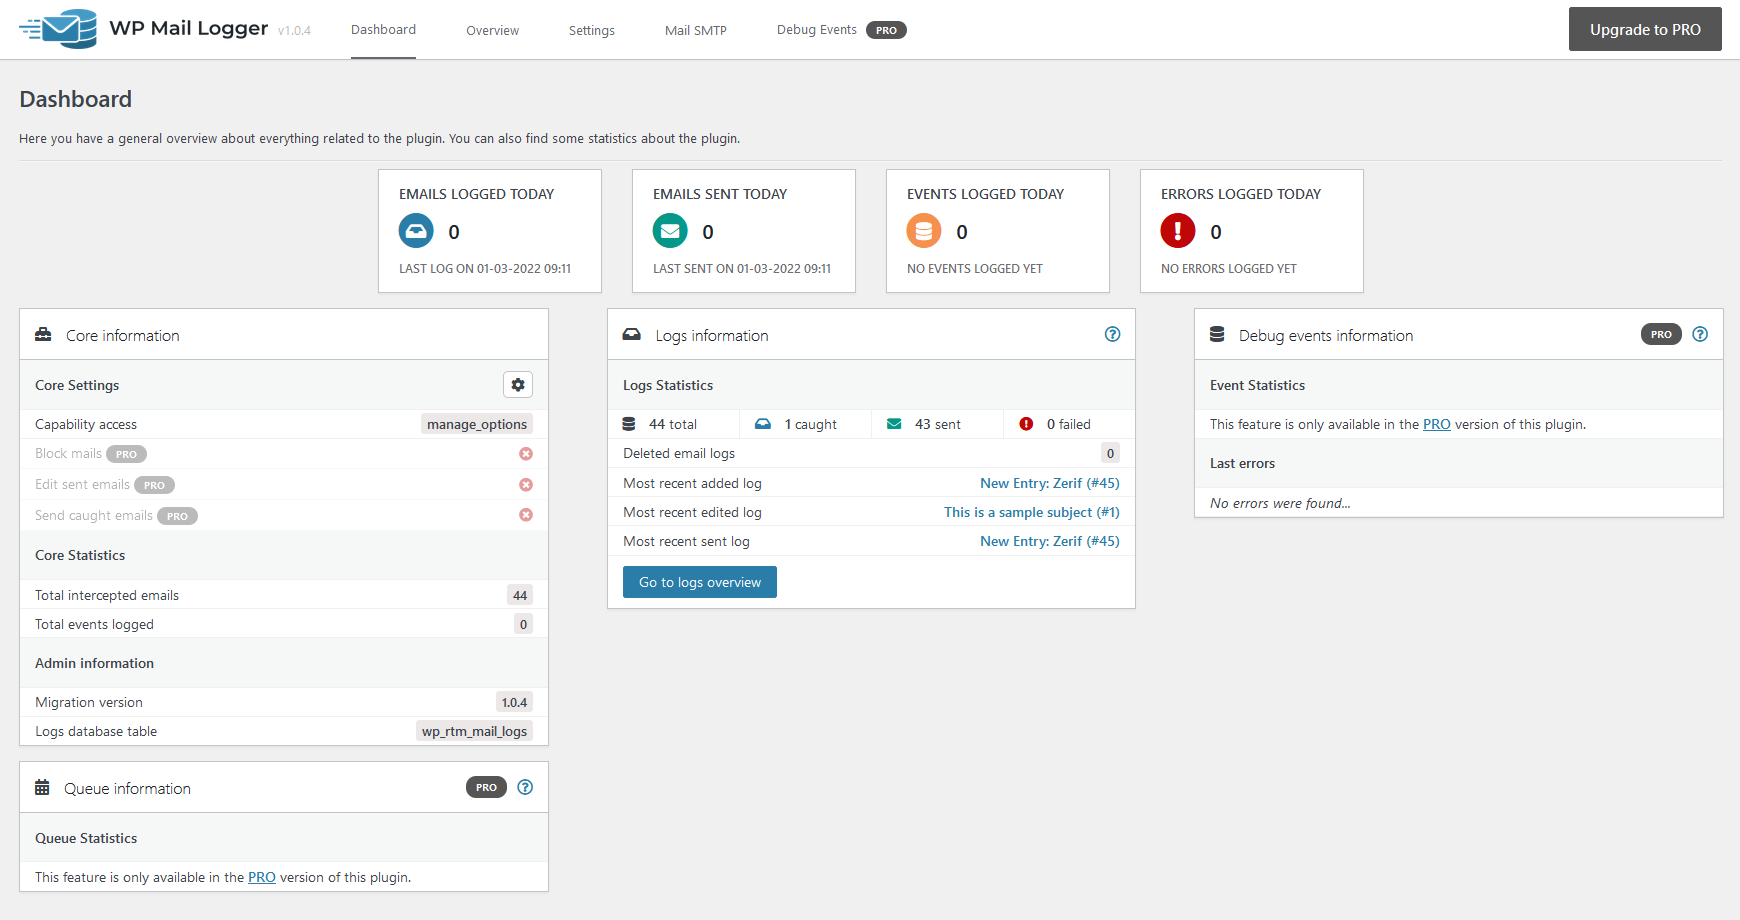 WP Mail Logger v1.0.4
Dashboard
Overview
Settings
Mail SMTP
Debug Events PRO
Upgrade to PRO
Dashboard
Here you have a general overview about everything related to the plugin. You can also find some statistics about the plugin.
EMAILS LOGGED TODAY
0
LAST LOG ON 01-03-2022 09:11
EMAILS SENT TODAY
0
LAST SENT ON 01-03-2022 09:11
EVENTS LOGGED TODAY
0
NO EVENTS LOGGED YET
ERRORS LOGGED TODAY
0
NO ERRORS LOGGED YET
Core information
Core Settings
Capability access manage_options
Block mails PRO
Edit sent emails PRO
Send caught emails PRO
Core Statistics
Total intercepted emails 44
Total events logged 0
Admin information
Migration version 1.0.4
Logs database table wp_rtm_mail_logs
Queue information PRO
Queue Statistics
This feature is only available in the PRO version of this plugin.
Logs information
Logs Statistics
44 total 1 caught 43 sent 0 failed
Deleted email logs 0
Most recent added log New Entry: Zerif (#45)
Most recent edited log This is a sample subject (#1)
Most recent sent log New Entry: Zerif (#45)
Go to logs overview
Debug events information PRO
Event Statistics
This feature is only available in the PRO version of this plugin.
Last errors
No errors were found...